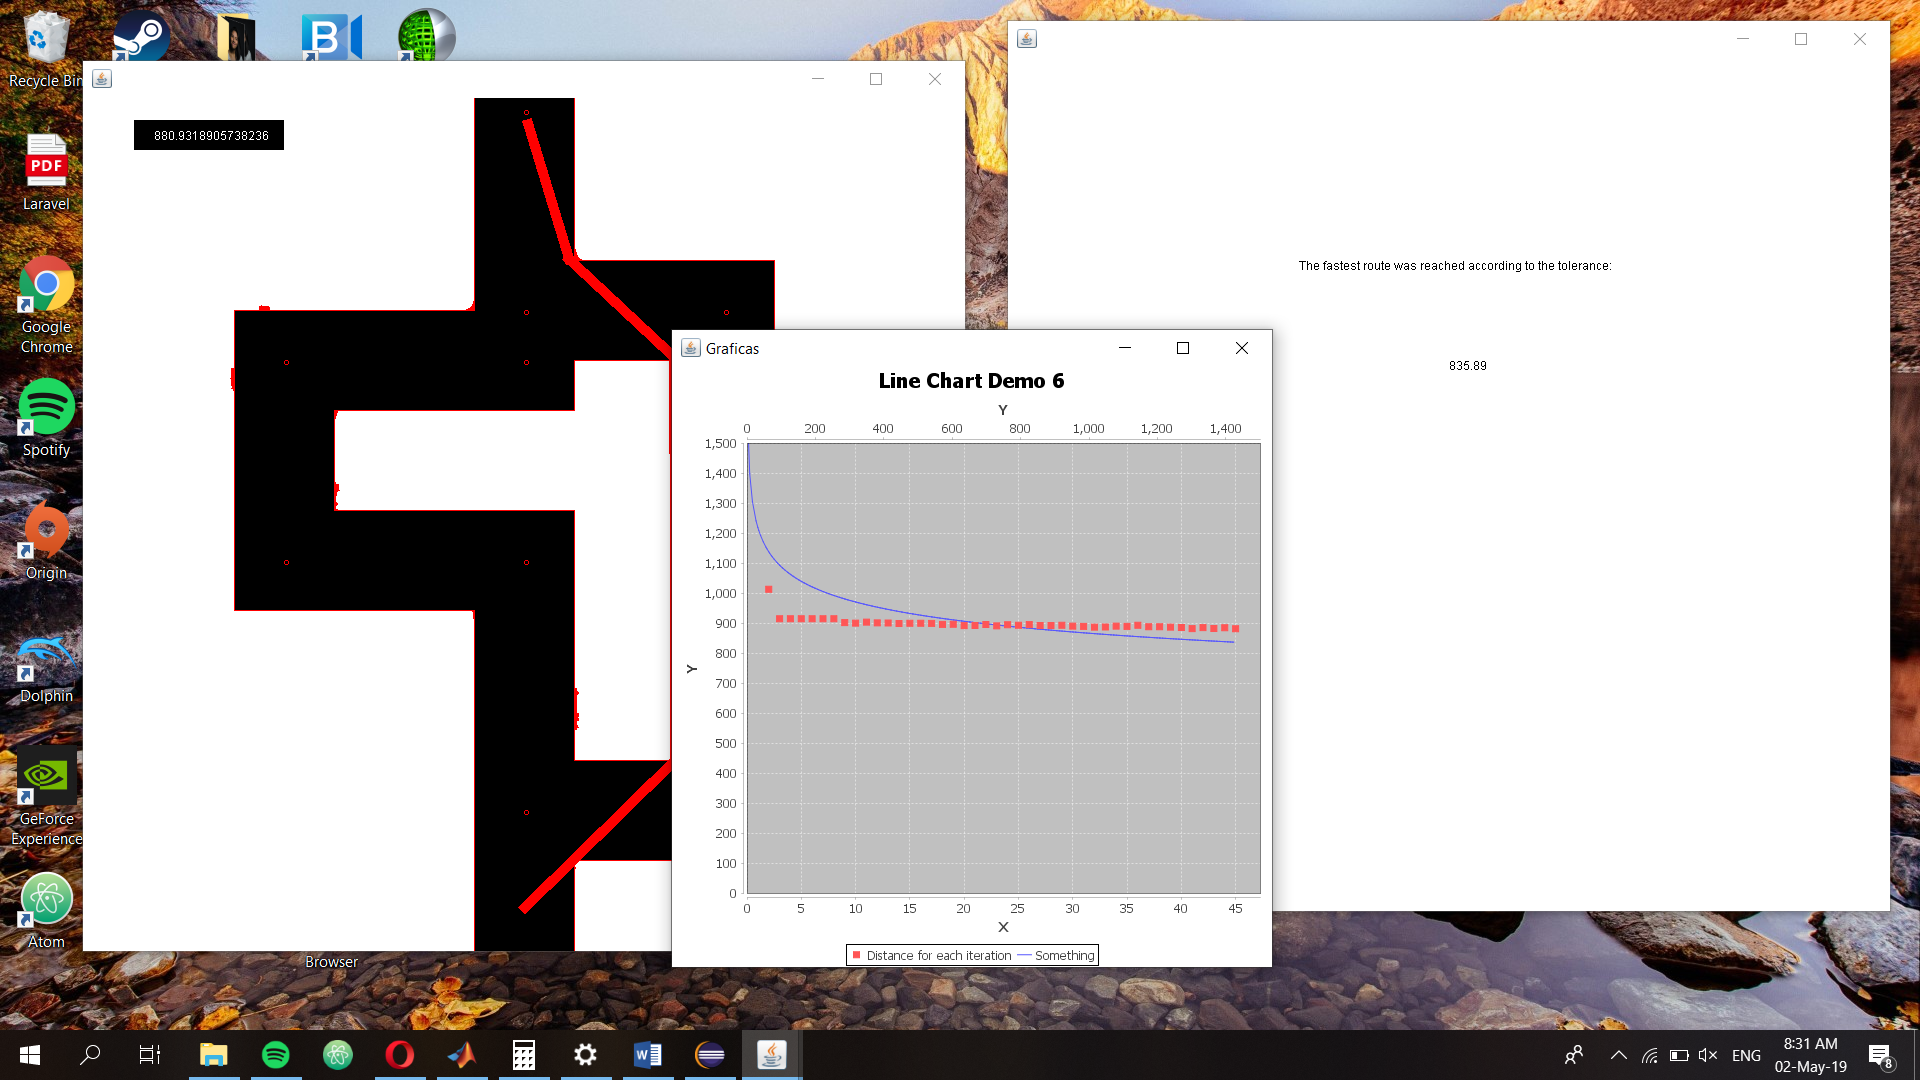 Recycle Bin
Laravel
PDF
Google
Chrome
Spotify
Origin
Dolphin
GeForce
Experience
Atom
Browser
880.9318905738236
The fastest route was reached according to the tolerance:
835.89
Graficas
Line Chart Demo 6
Y
0 200 400 600 800 1,000 1,200 1,400
1,500
1,400
1,300
1,200
1,100
1,000
900
800
700
600
500
400
300
200
100
0
Y
0 5 10 15 20 25 30 35 40 45
X
Distance for each iteration Something
ENG
8:31 AM
02-May-19
8